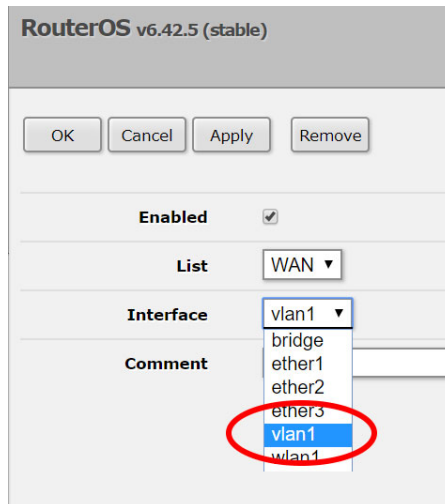 RouterOS v6.42.5 (stable)
OK Cancel Apply Remove
Enabled
List WAN
Interface vlan1
bridge
Comment ether1
ether2
ether3
vlan1
wlan1